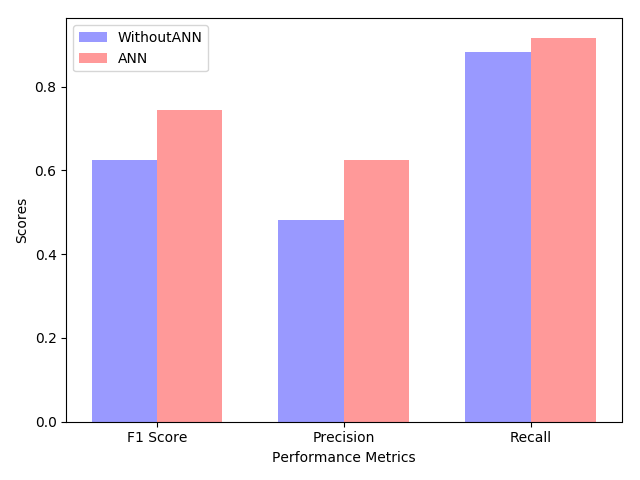 WithoutANN
ANN
0.8
0.6
0.4
0.2
0.0
Scores
F1 Score
Precision
Recall
Performance Metrics